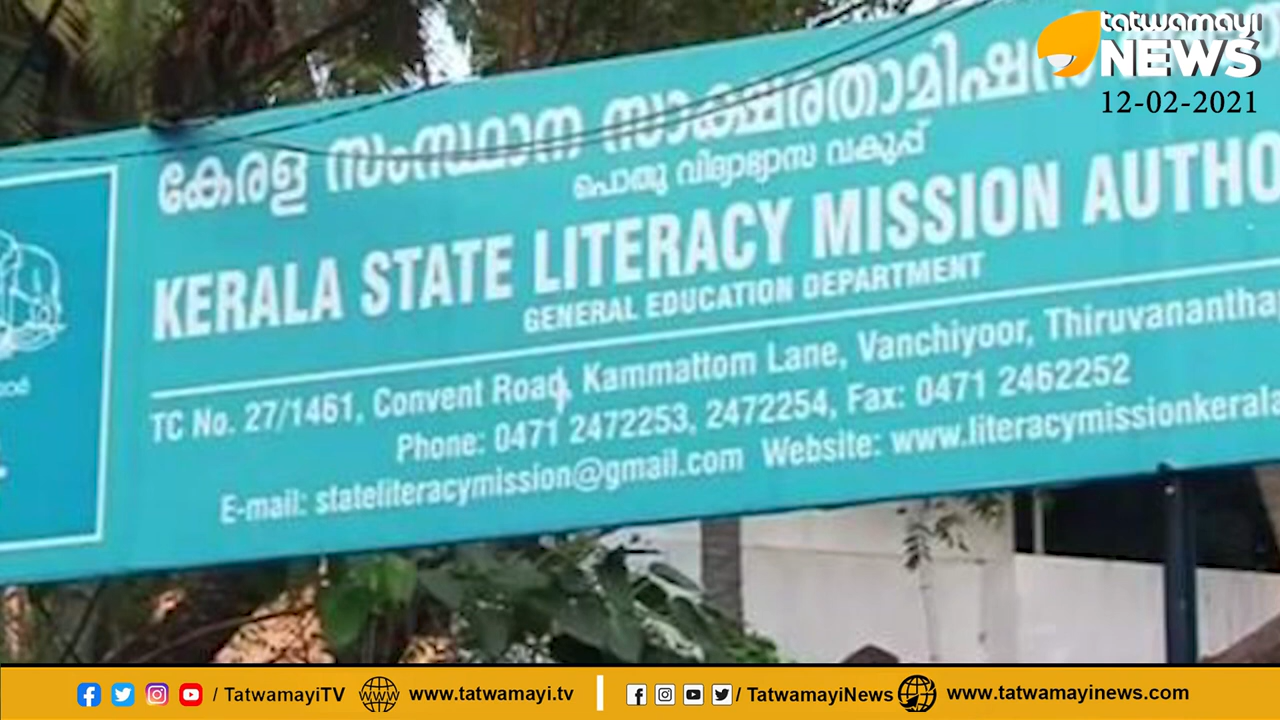 tatwamayi
NEWS
12-02-2021
കേരള സംസ്ഥാന സാക്ഷരതാമിഷൻ
പൊതു വിദ്യാഭ്യാസ വകുപ്പ്
KERALA STATE LITERACY MISSION AUTHO
GENERAL EDUCATION DEPARTMENT
TC No. 27/1461, Convent Road, Kammattom Lane, Vanchiyoor, Thiruvanantha
Phone: 0471 2472253, 2472254, Fax: 0471 2462252
E-mail: stateliteracymission@gmail.com Website: www.literacymissionkerala
/ TatwamayiTV www.tatwamayi.tv | / TatwamayiNews www.tatwamayinews.com